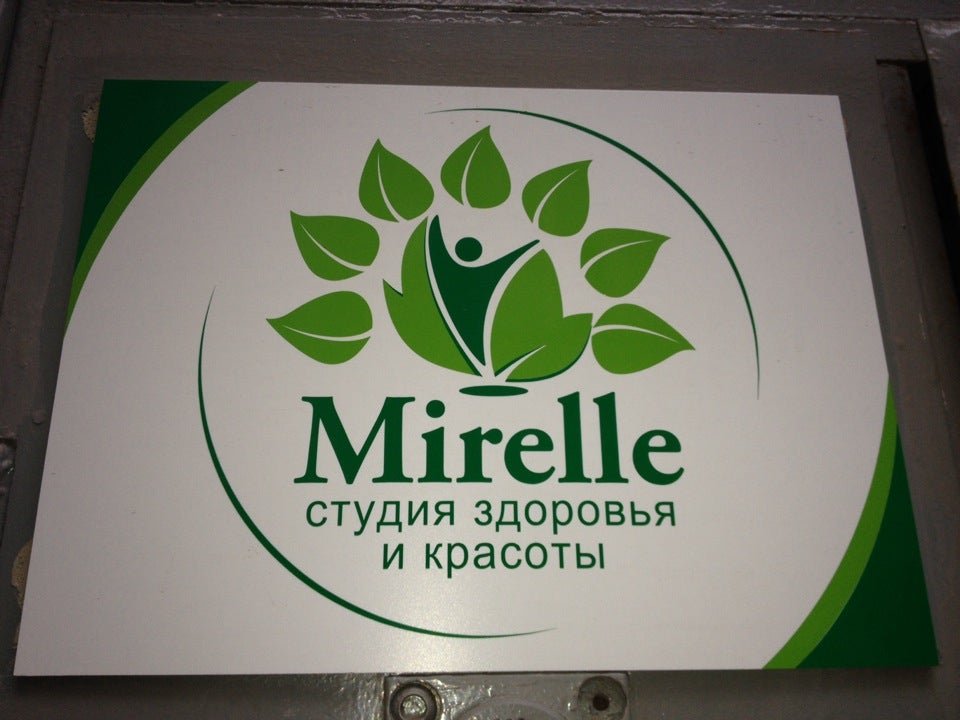 Mirelle
студия здоровья
и красоты